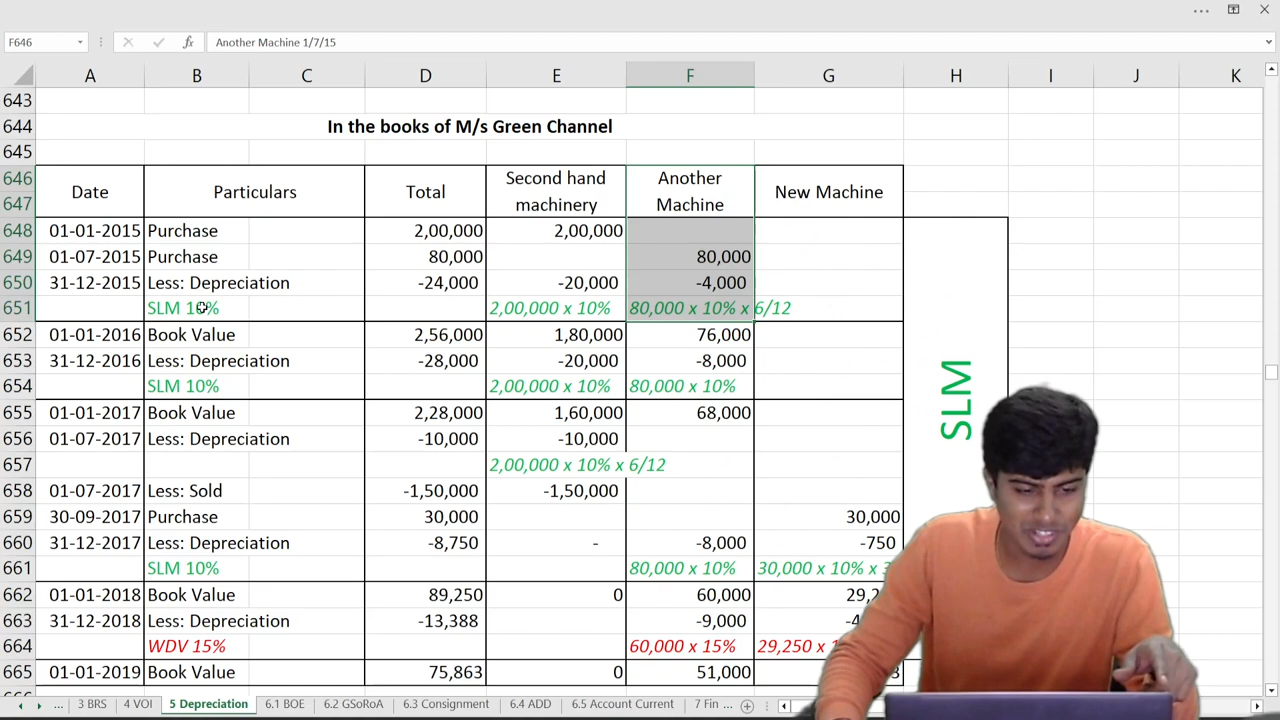 F646 Another Machine 1/7/15
A B C D E F G H I J K
643
644 In the books of M/s Green Channel
645
646 Date Particulars Total Second hand machinery Another Machine New Machine
647
648 01-01-2015 Purchase 2,00,000 2,00,000
649 01-07-2015 Purchase 80,000 80,000
650 31-12-2015 Less: Depreciation -24,000 -20,000 -4,000
651 SLM 10% 2,00,000 x 10% 80,000 x 10% x 6/12
652 01-01-2016 Book Value 2,56,000 1,80,000 76,000
653 31-12-2016 Less: Depreciation -28,000 -20,000 -8,000
654 SLM 10% 2,00,000 x 10% 80,000 x 10%
SLM
655 01-01-2017 Book Value 2,28,000 1,60,000 68,000
656 01-07-2017 Less: Depreciation -10,000 -10,000
657 2,00,000 x 10% x 6/12
658 01-07-2017 Less: Sold -1,50,000 -1,50,000
659 30-09-2017 Purchase 30,000 30,000
660 31-12-2017 Less: Depreciation -8,750 - -8,000 -750
661 SLM 10% 80,000 x 10% 30,000 x 10% x
662 01-01-2018 Book Value 89,250 0 60,000
663 31-12-2018 Less: Depreciation -13,388 -9,000
664 WDV 15% 60,000 x 15% 29,250 x
665 01-01-2019 Book Value 75,863 0 51,000
... 3 BRS 4 VOI 5 Depreciation 6.1 BOE 6.2 GSoRoA 6.3 Consignment 6.4 ADD 6.5 Account Current 7 Fin ...